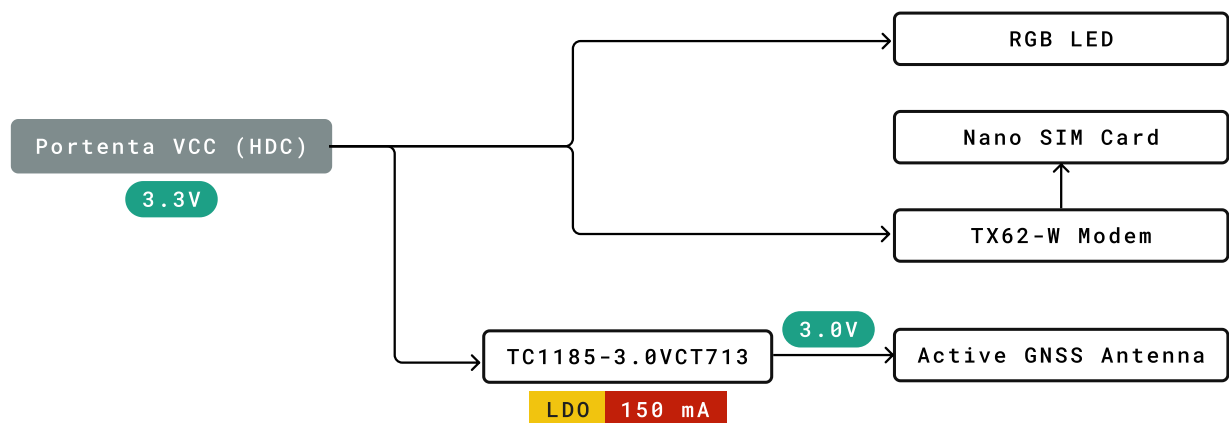 RGB LED
Portenta VCC (HDC)
3.3V
Nano SIM Card
TX62-W Modem
3.0V
TC1185-3.0VCT713
Active GNSS Antenna
LDO 150 mA